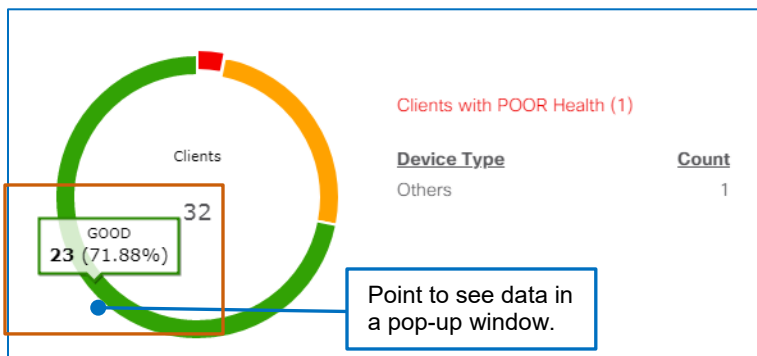 Clients with POOR Health (1)
Clients
Device Type Count
Others 1
32
GOOD
23 (71.88%)
Point to see data in
a pop-up window.